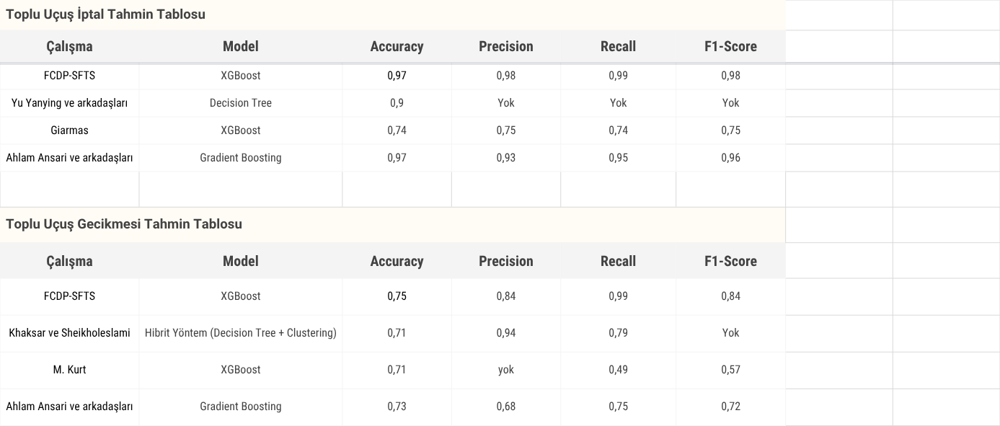 Toplu Uçuş İptal Tahmin Tablosu
Çalışma Model Accuracy Precision Recall F1-Score
FCDP-SFTS XGBoost 0,97 0,98 0,99 0,98
Yu Yanying ve arkadaşları Decision Tree 0,9 Yok Yok Yok
Giarmas XGBoost 0,74 0,75 0,74 0,75
Ahlam Ansari ve arkadaşları Gradient Boosting 0,97 0,93 0,95 0,96
Toplu Uçuş Gecikmesi Tahmin Tablosu
Çalışma Model Accuracy Precision Recall F1-Score
FCDP-SFTS XGBoost 0,75 0,84 0,99 0,84
Khaksar ve Sheikholeslami Hibrit Yöntem (Decision Tree + Clustering) 0,71 0,94 0,79 Yok
M. Kurt XGBoost 0,71 yok 0,49 0,57
Ahlam Ansari ve arkadaşları Gradient Boosting 0,73 0,68 0,75 0,72